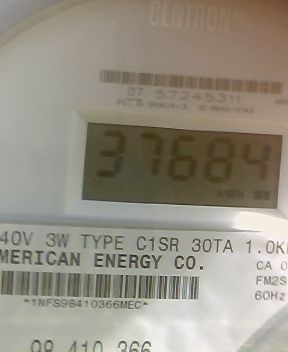 CENTRON
07 57245311
37684
kWh
40V 3W TYPE C1SR 30TA 1.0K
MERICAN ENERGY CO.
CA 0
FM2S
*1NFS98410366MEC*
60Hz
98 410 366